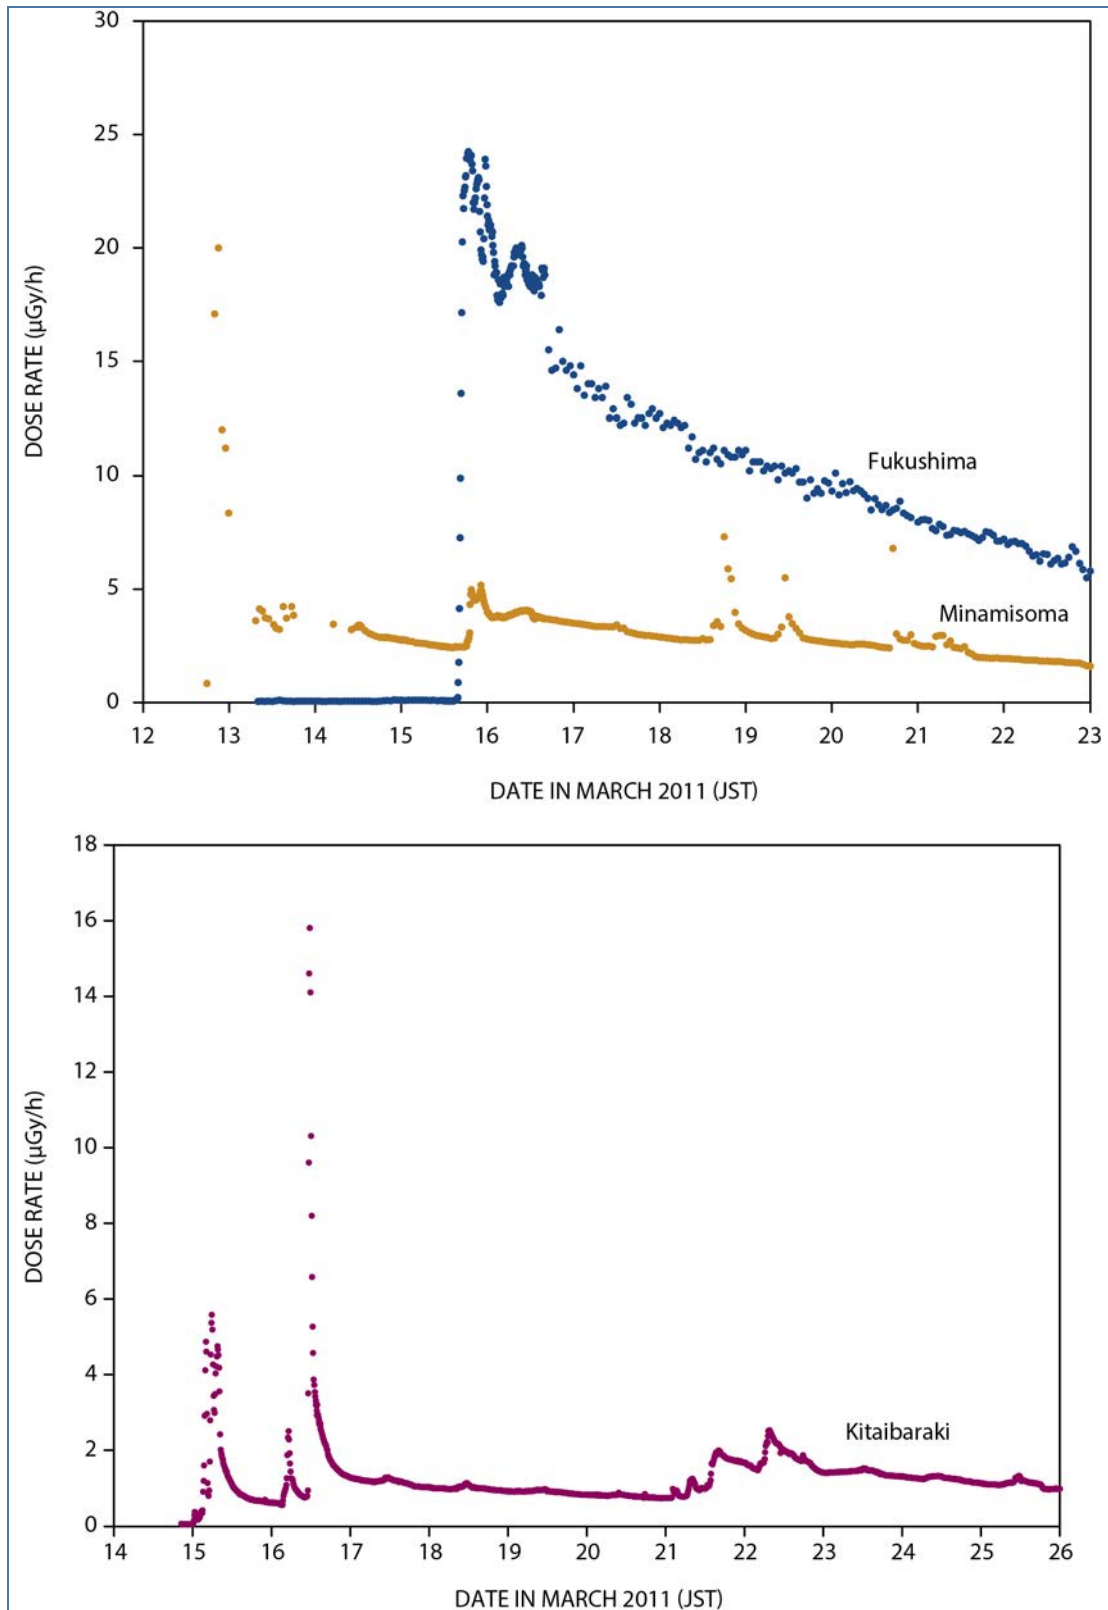 30
25
20
15
10
5
0
DOSE RATE (µGy/h)
Fukushima
Minamisoma
12 13 14 15 16 17 18 19 20 21 22 23
DATE IN MARCH 2011 (JST)
18
16
14
12
10
8
6
4
2
0
DOSE RATE (µGy/h)
Kitaibaraki
14 15 16 17 18 19 20 21 22 23 24 25 26
DATE IN MARCH 2011 (JST)